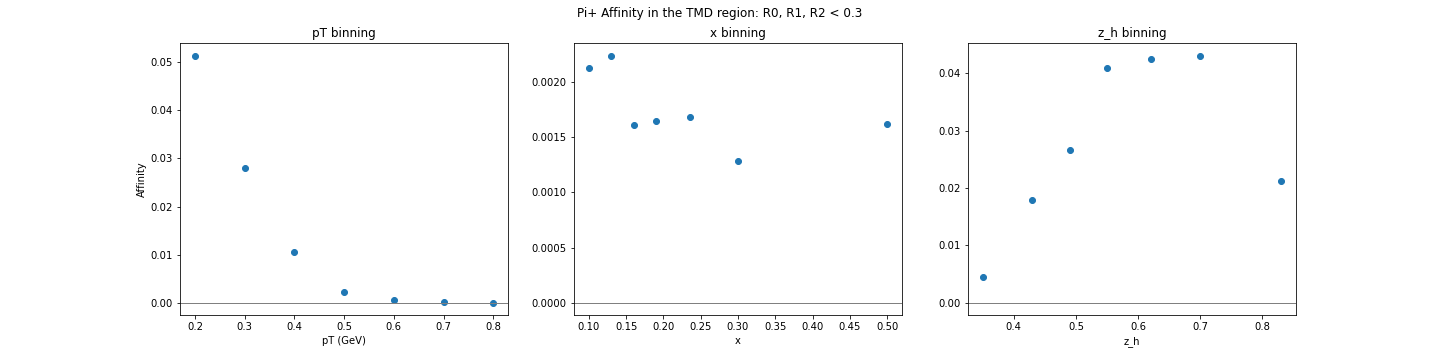 Pi+ Affinity in the TMD region: R0, R1, R2 < 0.3
pT binning
0.05
0.04
0.03
0.02
0.01
0.00
Affinity
0.2 0.3 0.4 0.5 0.6 0.7 0.8
pT (GeV)
x binning
0.0020
0.0015
0.0010
0.0005
0.0000
0.10 0.15 0.20 0.25 0.30 0.35 0.40 0.45 0.50
x
z_h binning
0.04
0.03
0.02
0.01
0.00
0.4 0.5 0.6 0.7 0.8
z_h